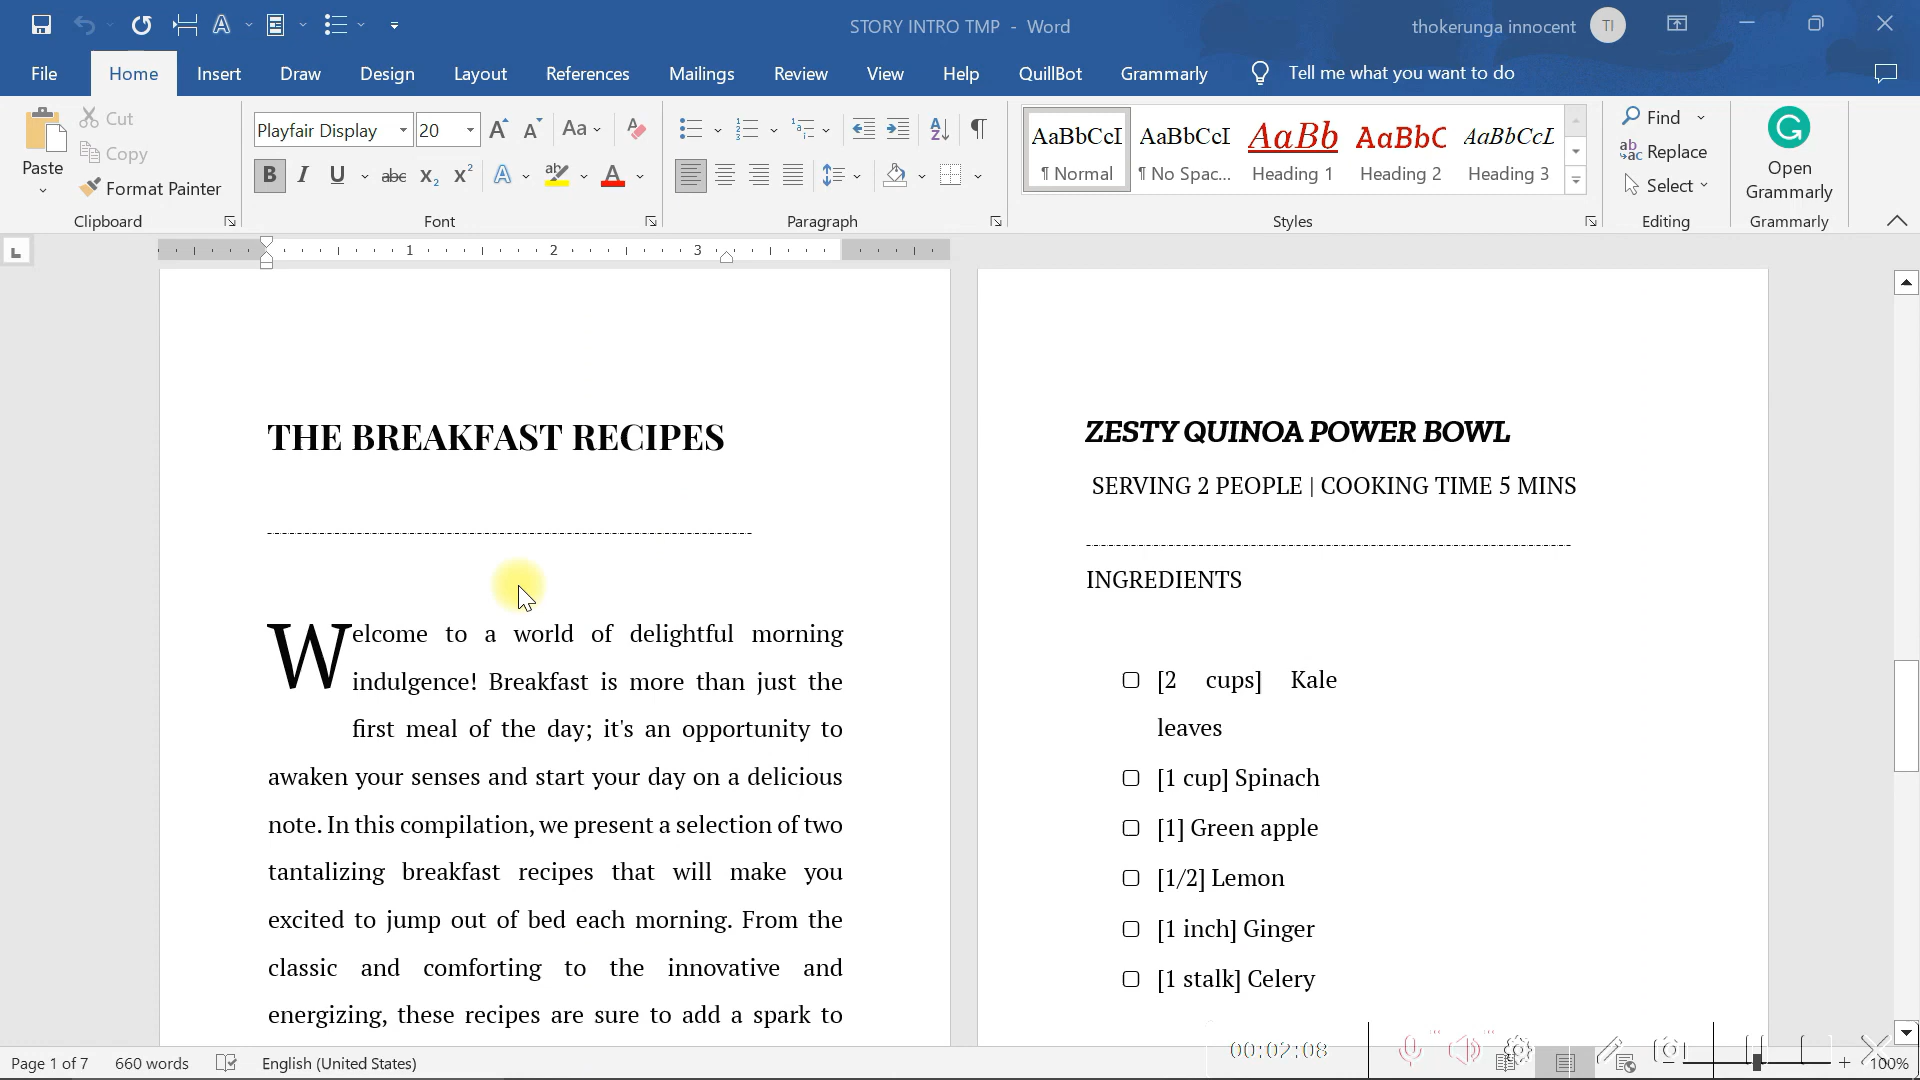 STORY INTRO TMP - Word
thokerunga innocent TI
File Home Insert Draw Design Layout References Mailings Review View Help QuillBot Grammarly Tell me what you want to do
Paste
Cut
Copy
Format Painter
Clipboard
Playfair Display 20
Font
Paragraph
AaBbCcI AaBbCcI AaBb AaBbC AaBbCcL
¶ Normal ¶ No Spac... Heading 1 Heading 2 Heading 3
Styles
Find
Replace
Select
Editing
Open
Grammarly
Grammarly
1 2 3
THE BREAKFAST RECIPES
Welcome to a world of delightful morning
indulgence! Breakfast is more than just the
first meal of the day; it's an opportunity to
awaken your senses and start your day on a delicious
note. In this compilation, we present a selection of two
tantalizing breakfast recipes that will make you
excited to jump out of bed each morning. From the
classic and comforting to the innovative and
energizing, these recipes are sure to add a spark to
ZESTY QUINOA POWER BOWL
SERVING 2 PEOPLE | COOKING TIME 5 MINS
INGREDIENTS
[2 cups] Kale
leaves
[1 cup] Spinach
[1] Green apple
[1/2] Lemon
[1 inch] Ginger
[1 stalk] Celery
Page 1 of 7 660 words English (United States)
00:02:08
100%